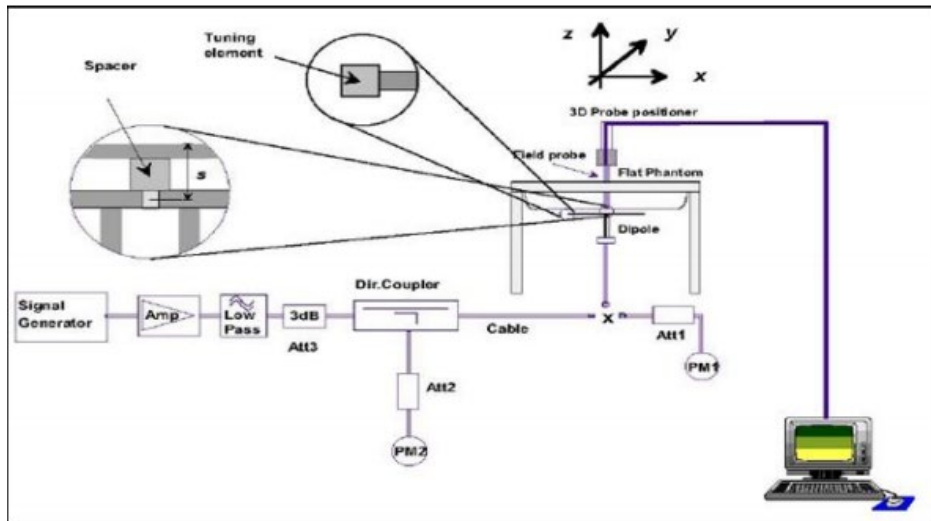 Tuning
element
Spacer
s
z
y
x
3D Probe positioner
Field probe
Flat Phantom
Dipole
Signal
Generator
Amp
Low
Pass
3dB
Att3
Dir.Coupler
Cable
X
Att1
PM1
Att2
PM2